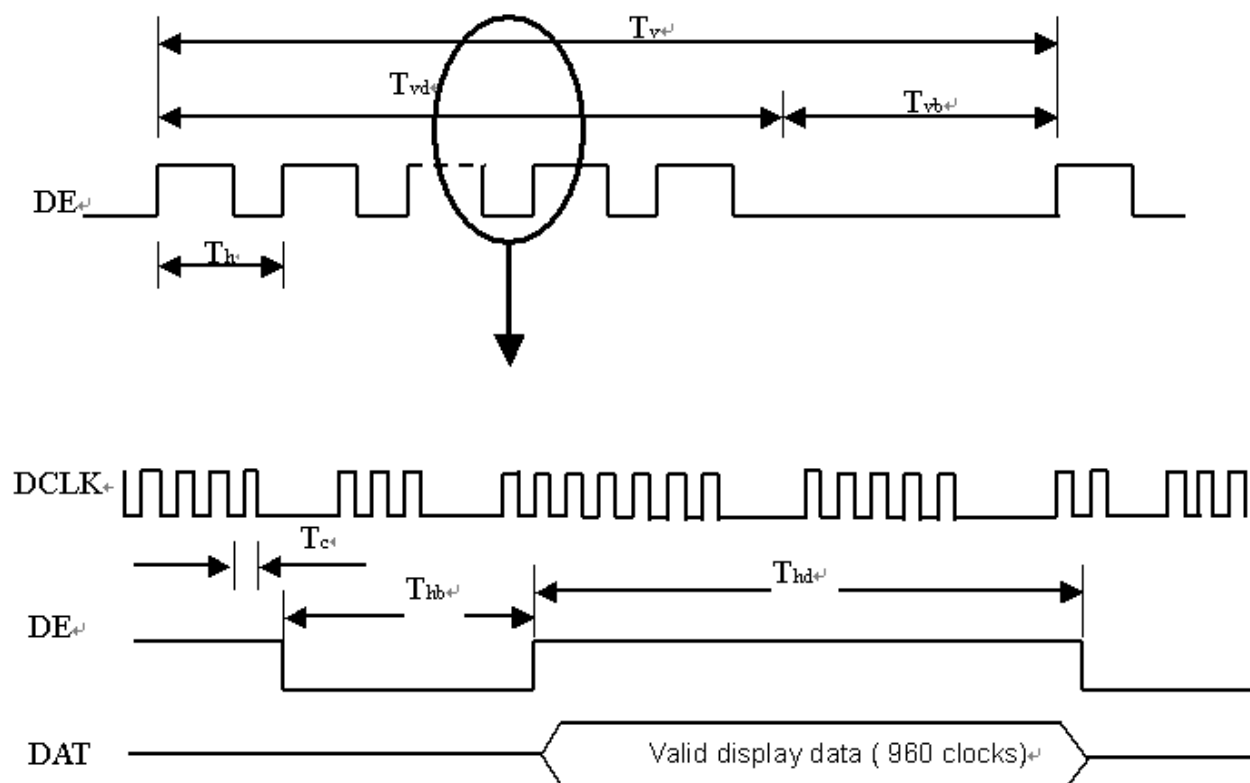 Tv↵
Tvd↵
Tvb↵
DE↵
Th↵
DCLK↵
Tc↵
Thb↵
Thd↵
DE↵
DAT
Valid display data ( 960 clocks)↵